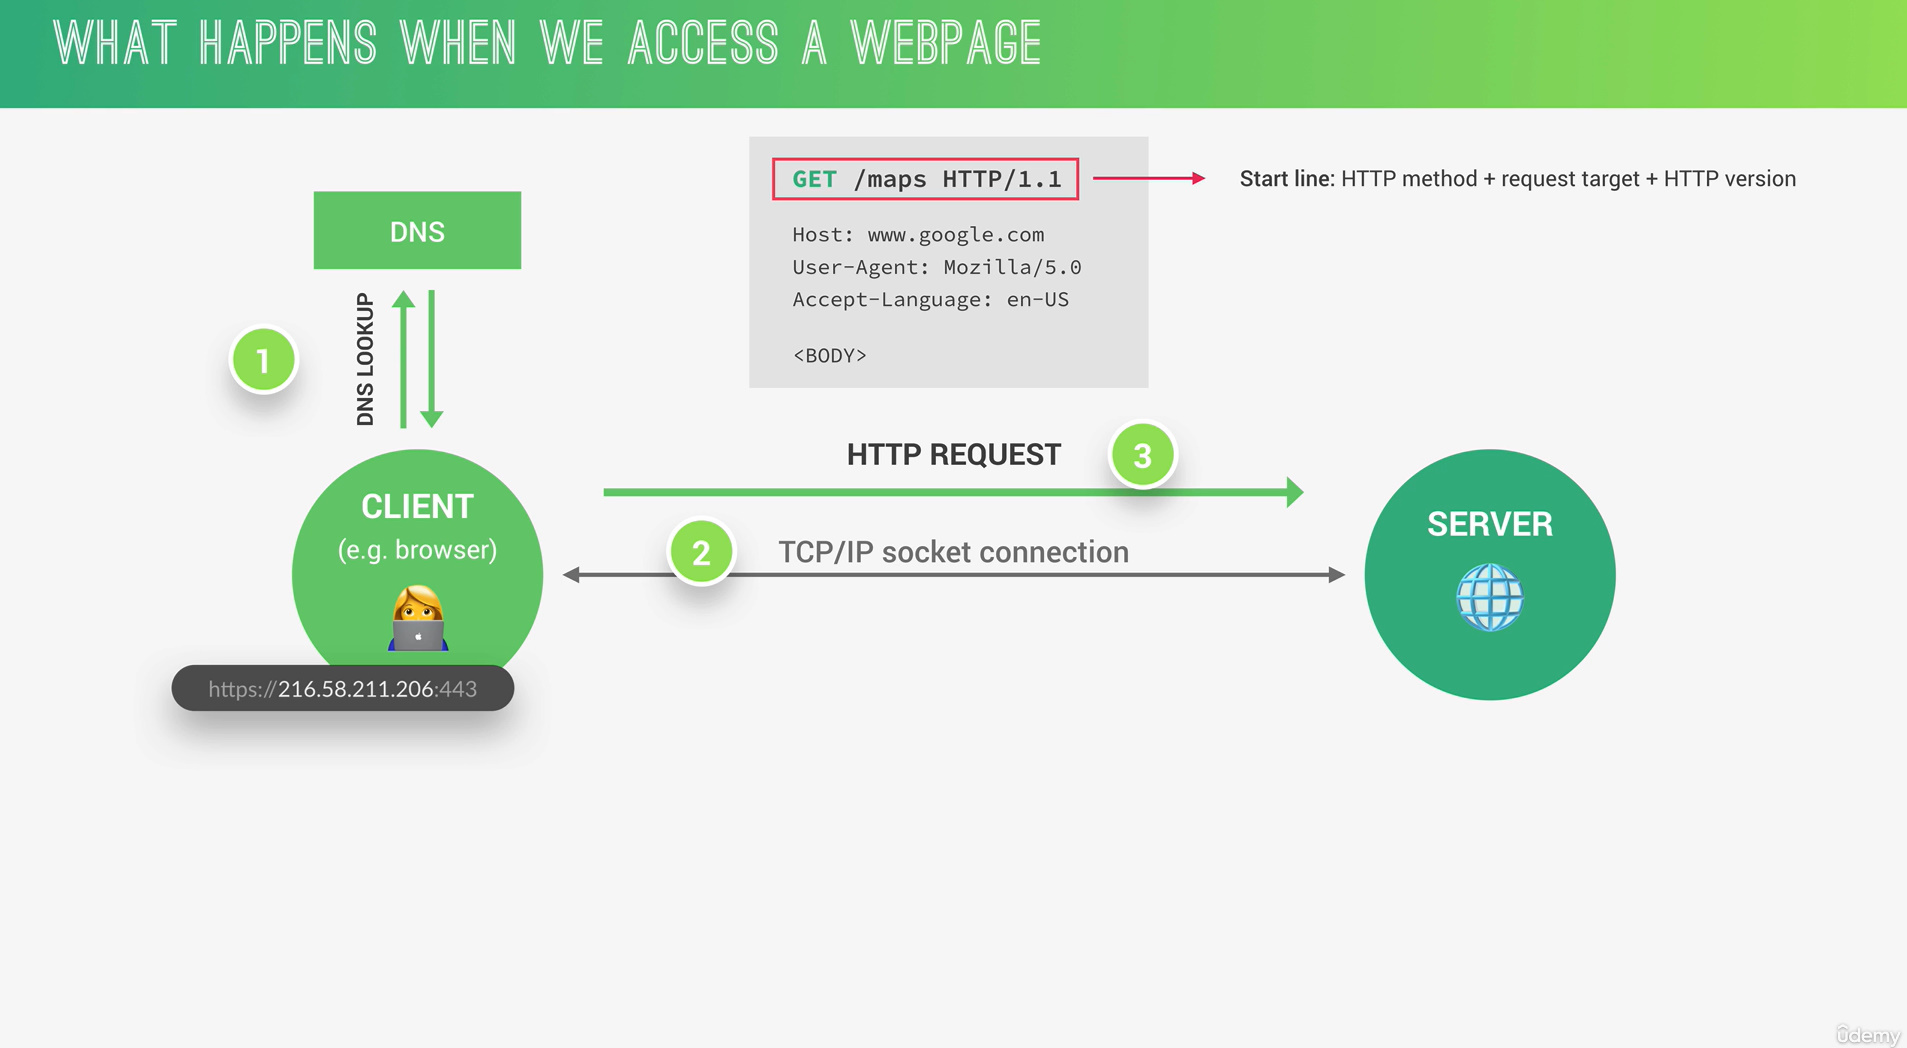 WHAT HAPPENS WHEN WE ACCESS A WEBPAGE
GET /maps HTTP/1.1
Start line: HTTP method + request target + HTTP version
Host: www.google.com
User-Agent: Mozilla/5.0
Accept-Language: en-US
<BODY>
DNS
DNS LOOKUP
1
HTTP REQUEST
3
CLIENT
(e.g. browser)
2
TCP/IP socket connection
SERVER
https://216.58.211.206:443
ûdemy